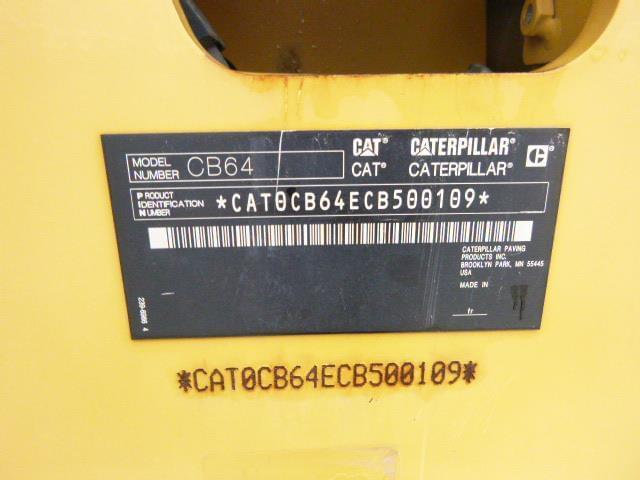 MODEL NUMBER CB64
CAT CATERPILLAR
CAT® CATERPILLAR®
PRODUCT IDENTIFICATION NUMBER *CAT0CB64ECB500109*
CATERPILLAR PAVING
PRODUCTS INC.
BROOKLYN PARK, MN 55445
USA
MADE IN
fr
*CAT0CB64ECB500109*